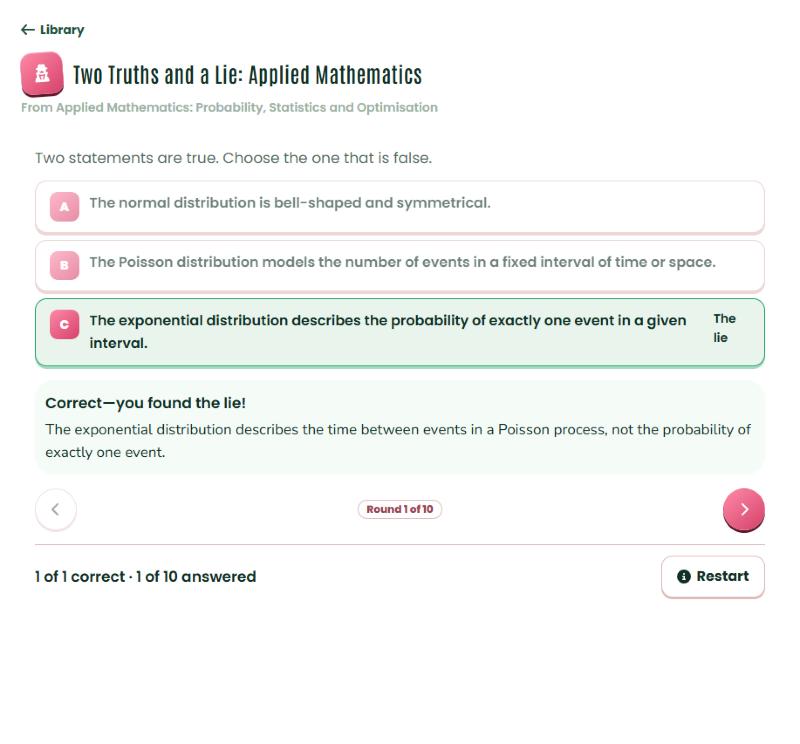 Library
Two Truths and a Lie: Applied Mathematics
From Applied Mathematics: Probability, Statistics and Optimisation
Two statements are true. Choose the one that is false.
A
The normal distribution is bell-shaped and symmetrical.
B
The Poisson distribution models the number of events in a fixed interval of time or space.
C
The exponential distribution describes the probability of exactly one event in a given
interval.
The
lie
Correct—you found the lie!
The exponential distribution describes the time between events in a Poisson process, not the probability of
exactly one event.
Round 1 of 10
1 of 1 correct · 1 of 10 answered
Restart